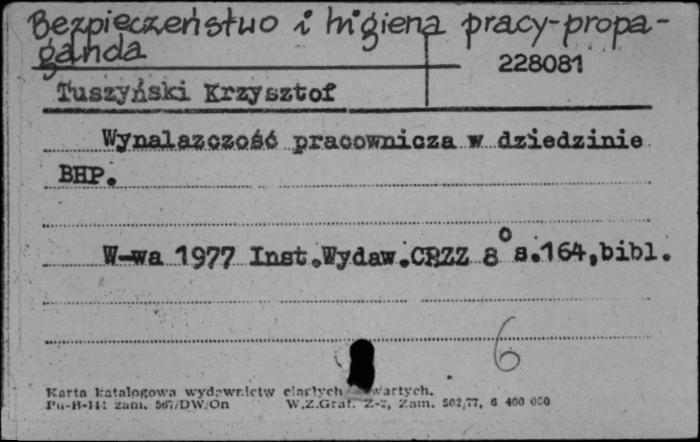 Bezpieczeństwo i higiena pracy-propa-
ganda
228081
Tuszyński Krzysztof
Wynalazczość pracownicza w dziedzinie
BHP.
W-wa 1977 Inst.Wydaw.CRZZ 8° s.164,bibl.
6
Karta katalogowa wydawnictw
Pu-B-141 zam. 567/DW/On W.Z.Graf. Z-2, Zam. 502/77, 6 400 000